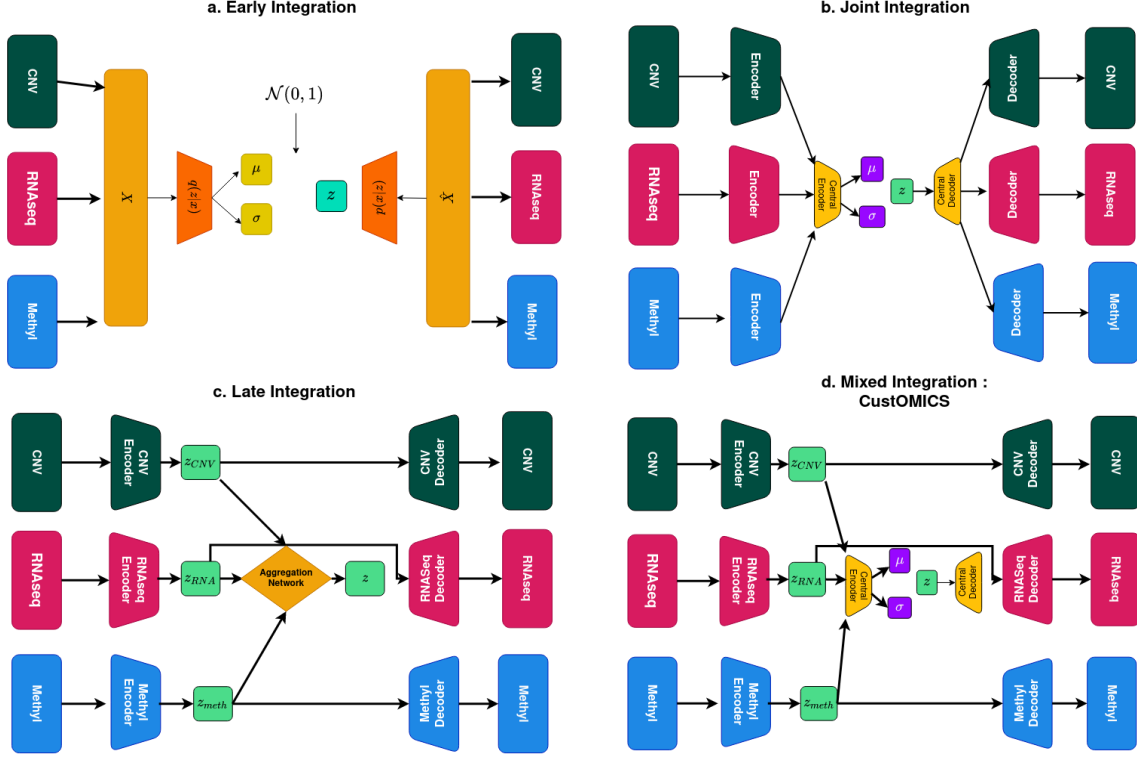 a. Early Integration
CNV
RNAseq
Methyl
X
q(z|x)
μ
σ
𝒩(0, 1)
z
p(x|z)
X̂
CNV
RNAseq
Methyl
b. Joint Integration
CNV
RNAseq
Methyl
Encoder
Encoder
Encoder
Central
Encoder
μ
σ
z
Central Decoder
Decoder
Decoder
Decoder
CNV
RNAseq
Methyl
c. Late Integration
CNV
RNAseq
Methyl
CNV
Encoder
RNAseq
Encoder
Methyl
Encoder
z_CNV
z_RNA
z_meth
Aggregation
Network
z
CNV
Decoder
RNASeq
Decoder
Methyl
Decoder
CNV
RNAseq
Methyl
d. Mixed Integration :
CustOMICS
CNV
RNAseq
Methyl
CNV
Encoder
RNAseq
Encoder
Methyl
Encoder
z_CNV
z_RNA
z_meth
Central
Encoder
μ
σ
z
Central Decoder
CNV
Decoder
RNASeq
Decoder
Methyl
Decoder
CNV
RNAseq
Methyl